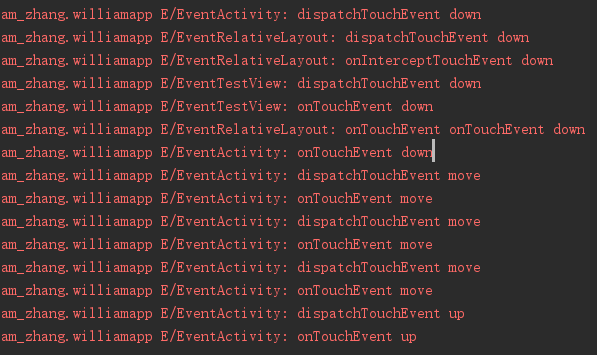 am_zhang.williamapp E/EventActivity: dispatchTouchEvent down
am_zhang.williamapp E/EventRelativeLayout: dispatchTouchEvent down
am_zhang.williamapp E/EventRelativeLayout: onInterceptTouchEvent down
am_zhang.williamapp E/EventTestView: dispatchTouchEvent down
am_zhang.williamapp E/EventTestView: onTouchEvent down
am_zhang.williamapp E/EventRelativeLayout: onTouchEvent onTouchEvent down
am_zhang.williamapp E/EventActivity: onTouchEvent down
am_zhang.williamapp E/EventActivity: dispatchTouchEvent move
am_zhang.williamapp E/EventActivity: onTouchEvent move
am_zhang.williamapp E/EventActivity: dispatchTouchEvent move
am_zhang.williamapp E/EventActivity: onTouchEvent move
am_zhang.williamapp E/EventActivity: dispatchTouchEvent move
am_zhang.williamapp E/EventActivity: onTouchEvent move
am_zhang.williamapp E/EventActivity: dispatchTouchEvent up
am_zhang.williamapp E/EventActivity: onTouchEvent up